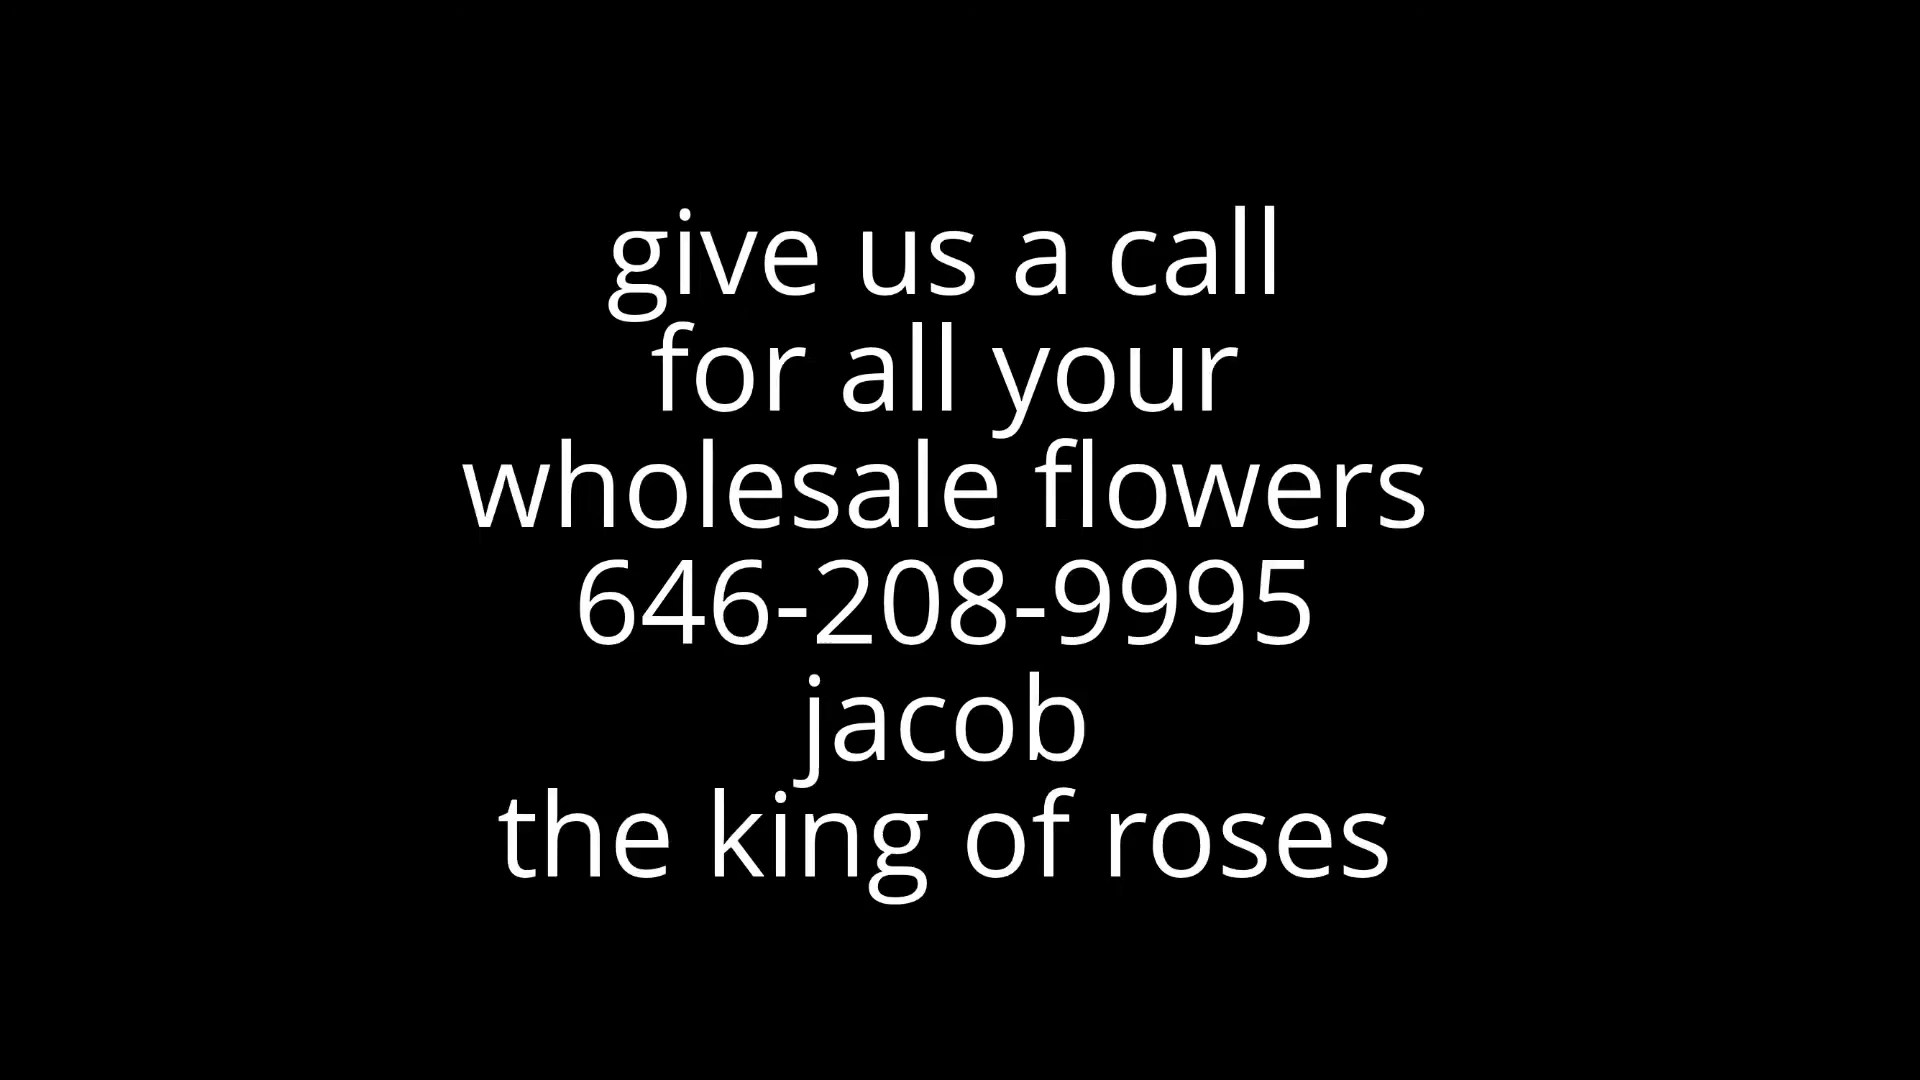 give us a call
for all your
wholesale flowers
646-208-9995
jacob
the king of roses